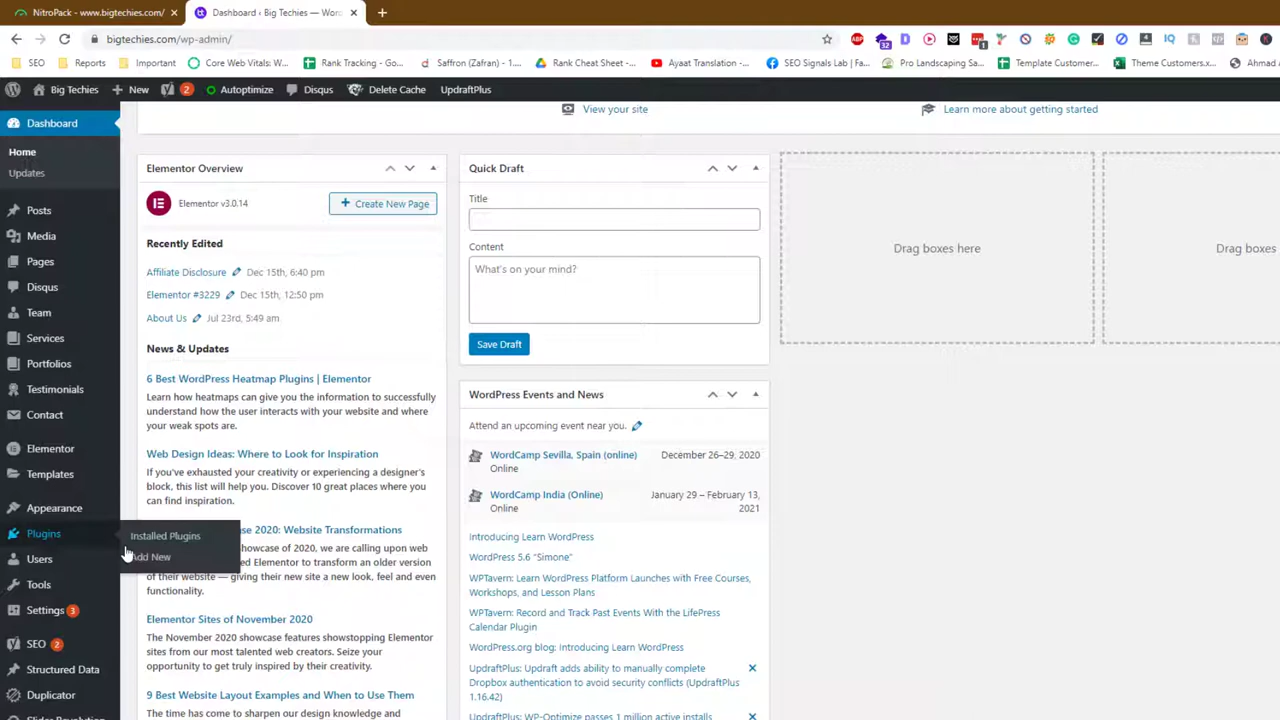 NitroPack - www.bigtechies.com/
Dashboard ‹ Big Techies — Wor
bigtechies.com/wp-admin/
32
1
SEO
Reports
Important
Core Web Vitals: W...
Rank Tracking - Go...
Saffron (Zafran) - 1....
Rank Cheat Sheet -...
Ayaat Translation -...
SEO Signals Lab | Fa...
Pro Landscaping Sa...
Template Customer...
Theme Customers.x...
Ahmad
Big Techies
New
2
Autoptimize
Disqus
Delete Cache
UpdraftPlus
View your site
Learn more about getting started
Dashboard
Home
Updates
Posts
Media
Pages
Disqus
Team
Services
Portfolios
Testimonials
Contact
Elementor
Templates
Appearance
Plugins
Installed Plugins
Add New
Users
Tools
Settings 3
SEO 2
Structured Data
Duplicator
Slider Revolution
Elementor Overview
Elementor v3.0.14
+ Create New Page
Recently Edited
Affiliate Disclosure Dec 15th, 6:40 pm
Elementor #3229 Dec 15th, 12:50 pm
About Us Jul 23rd, 5:49 am
News & Updates
6 Best WordPress Heatmap Plugins | Elementor
Learn how heatmaps can give you the information to successfully
understand how the user interacts with your website and where
your weak spots are.
Web Design Ideas: Where to Look for Inspiration
If you've exhausted your creativity or experiencing a designer's
block, this list will help you. Discover 10 great places where you
can find inspiration.
ase 2020: Website Transformations
howcase of 2020, we are calling upon web
ed Elementor to transform an older version
of their website — giving their new site a new look, feel and even
functionality.
Elementor Sites of November 2020
The November 2020 showcase features showstopping Elementor
sites from our most talented web creators. Seize your
opportunity to get truly inspired by their creativity.
9 Best Website Layout Examples and When to Use Them
The time has come to sharpen our design knowledge and
Quick Draft
Title
Content
What's on your mind?
Save Draft
WordPress Events and News
Attend an upcoming event near you.
WordCamp Sevilla, Spain (online) December 26–29, 2020
Online
WordCamp India (Online) January 29 – February 13,
Online 2021
Introducing Learn WordPress
WordPress 5.6 "Simone"
WPTavern: Learn WordPress Platform Launches with Free Courses,
Workshops, and Lesson Plans
WPTavern: Record and Track Past Events With the LifePress
Calendar Plugin
WordPress.org blog: Introducing Learn WordPress
UpdraftPlus: Updraft adds ability to manually complete
Dropbox authentication to avoid security conflicts (UpdraftPlus
1.16.42)
UpdraftPlus: WP-Optimize passes 1 million active installs
Drag boxes here
Drag boxes